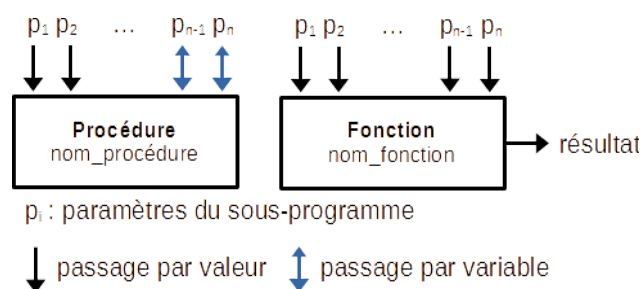 p1 p2 … pn-1 pn p1 p2 … pn-1 pn
Procédure
nom_procédure
Fonction
nom_fonction
résultat
pi : paramètres du sous-programme
passage par valeur passage par variable